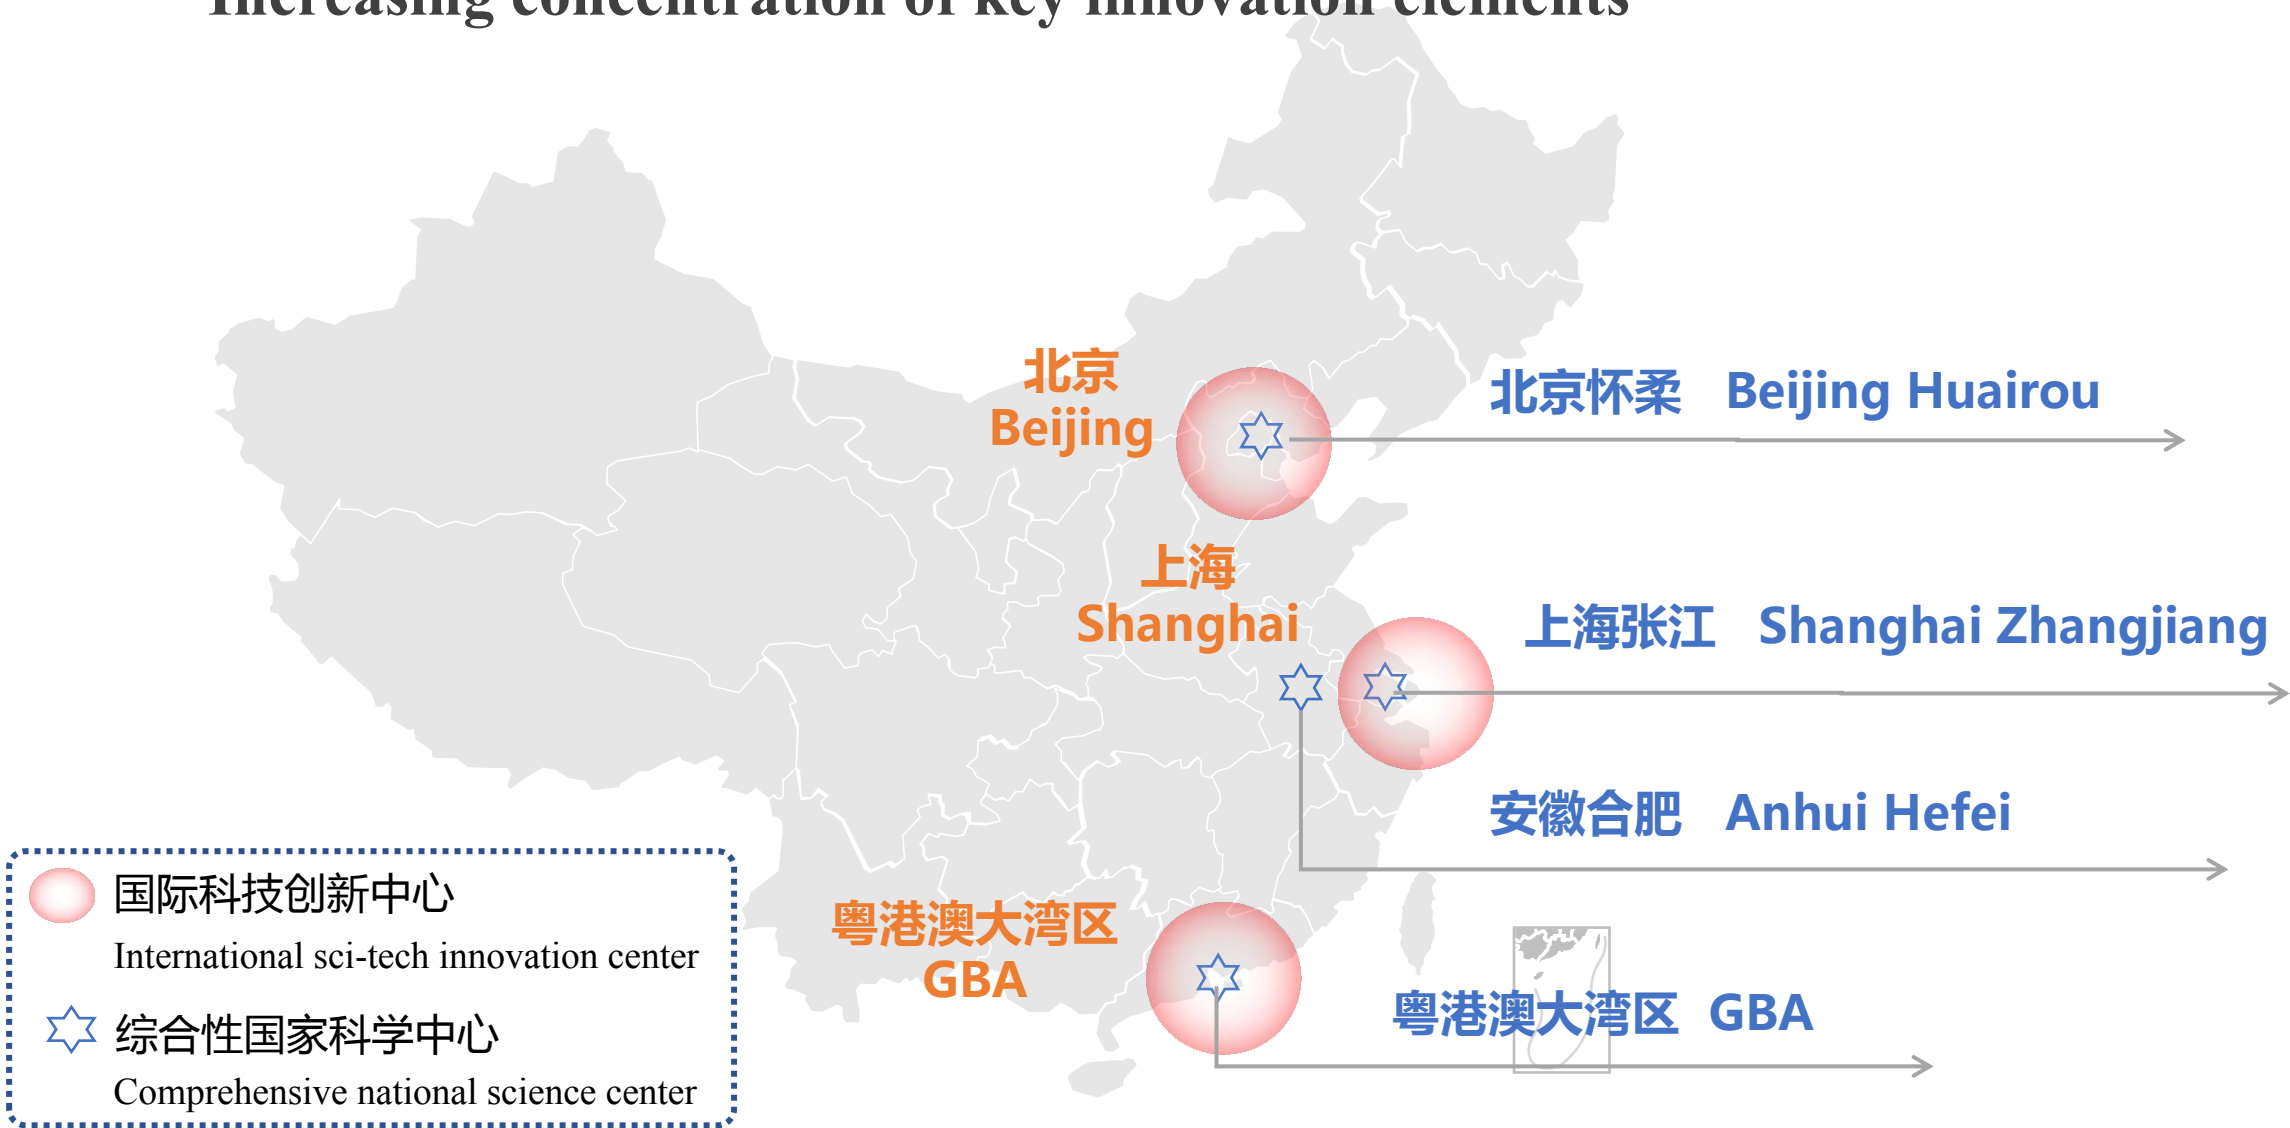 Increasing concentration of key innovation elements
北京
Beijing
北京怀柔 Beijing Huairou
上海
Shanghai
上海张江 Shanghai Zhangjiang
安徽合肥 Anhui Hefei
粤港澳大湾区
GBA
粤港澳大湾区 GBA
国际科技创新中心
International sci-tech innovation center
综合性国家科学中心
Comprehensive national science center